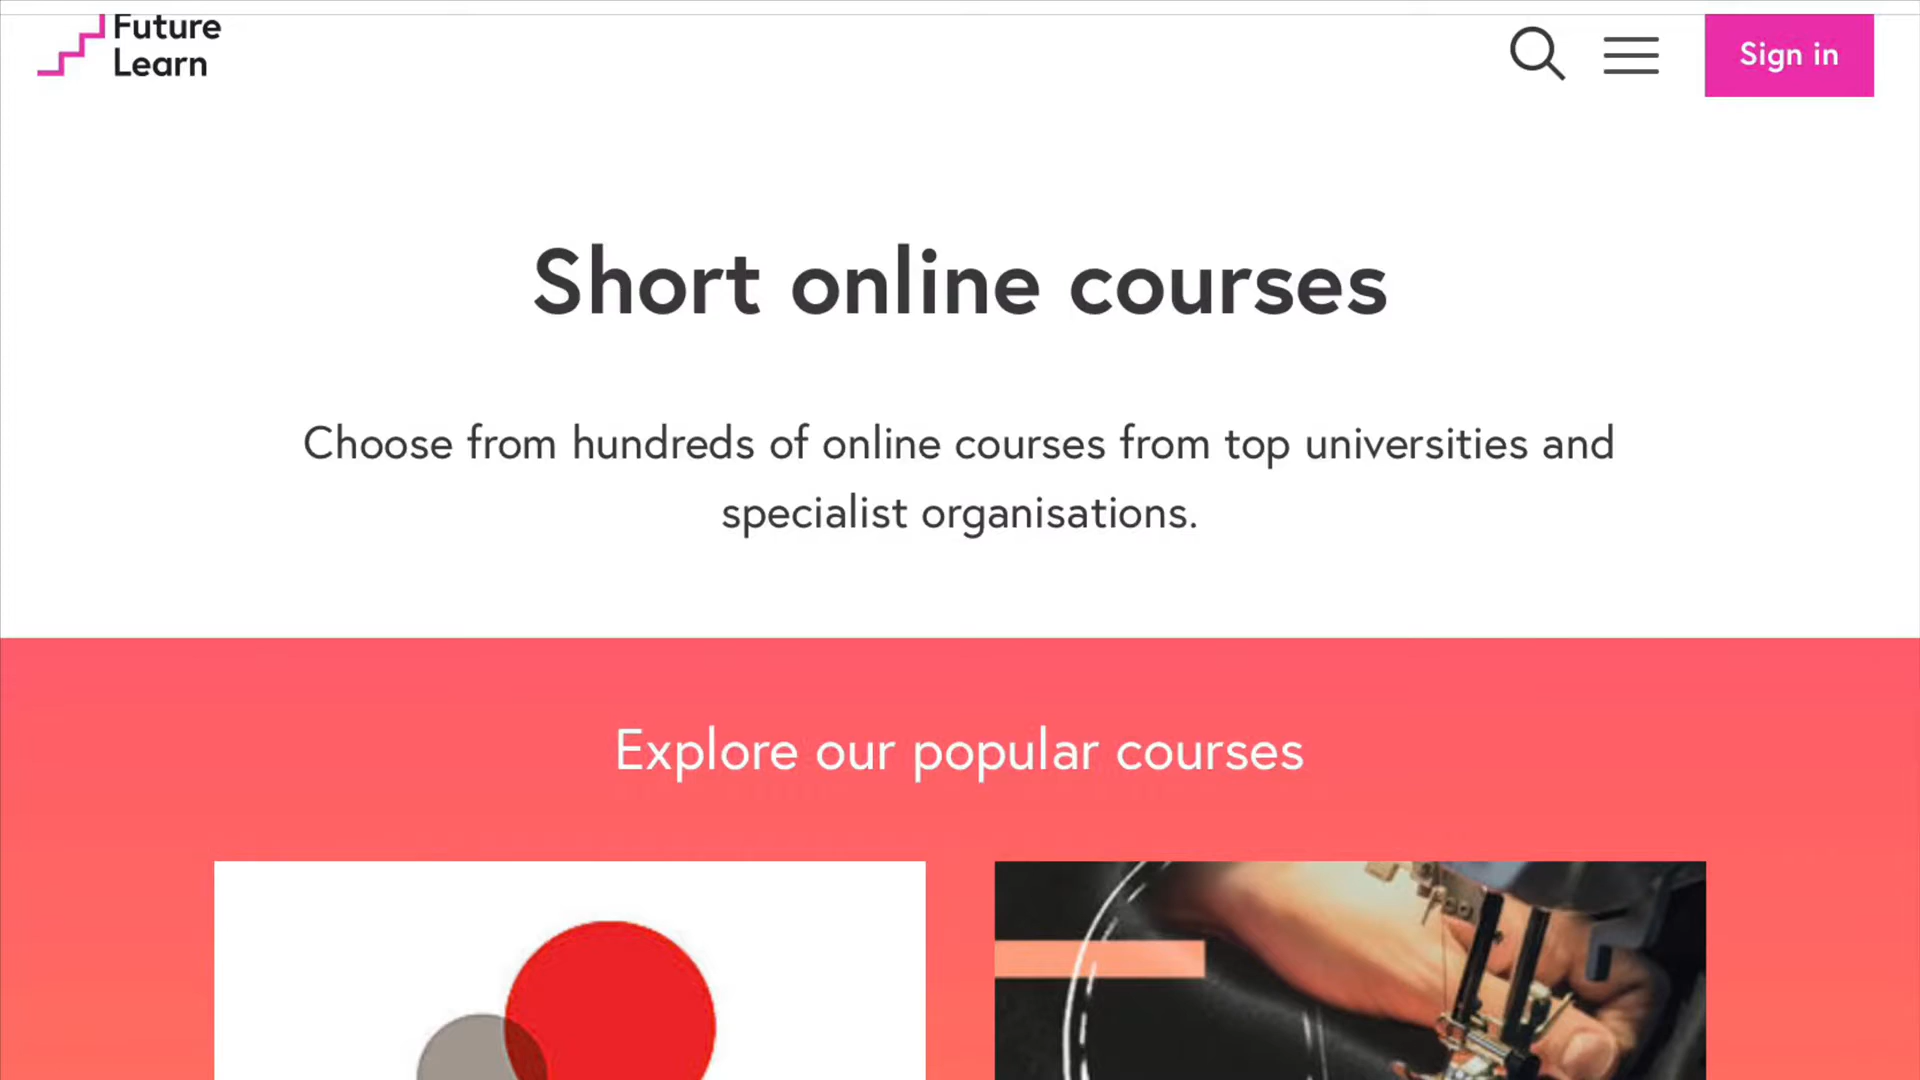 Future
Learn
Sign in
Short online courses
Choose from hundreds of online courses from top universities and
specialist organisations.
Explore our popular courses